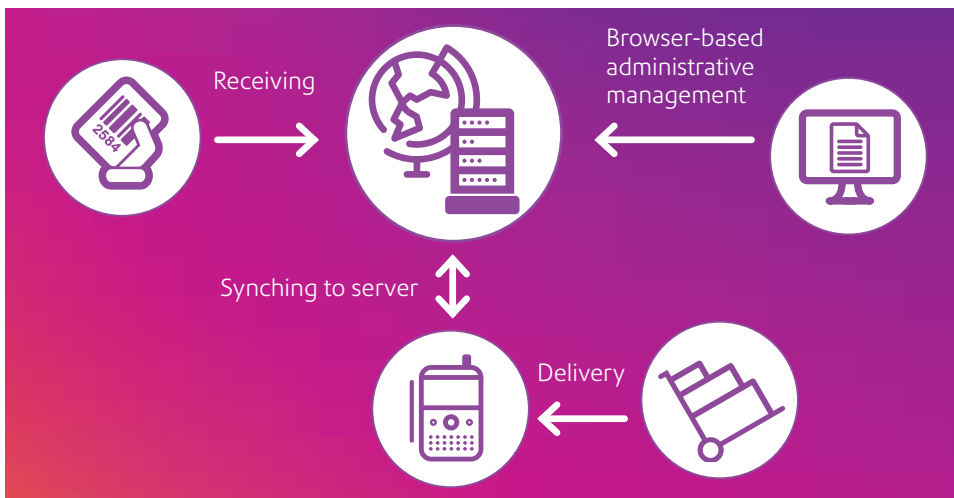 Receiving
Browser-based
administrative
management
2584
Synching to server
Delivery